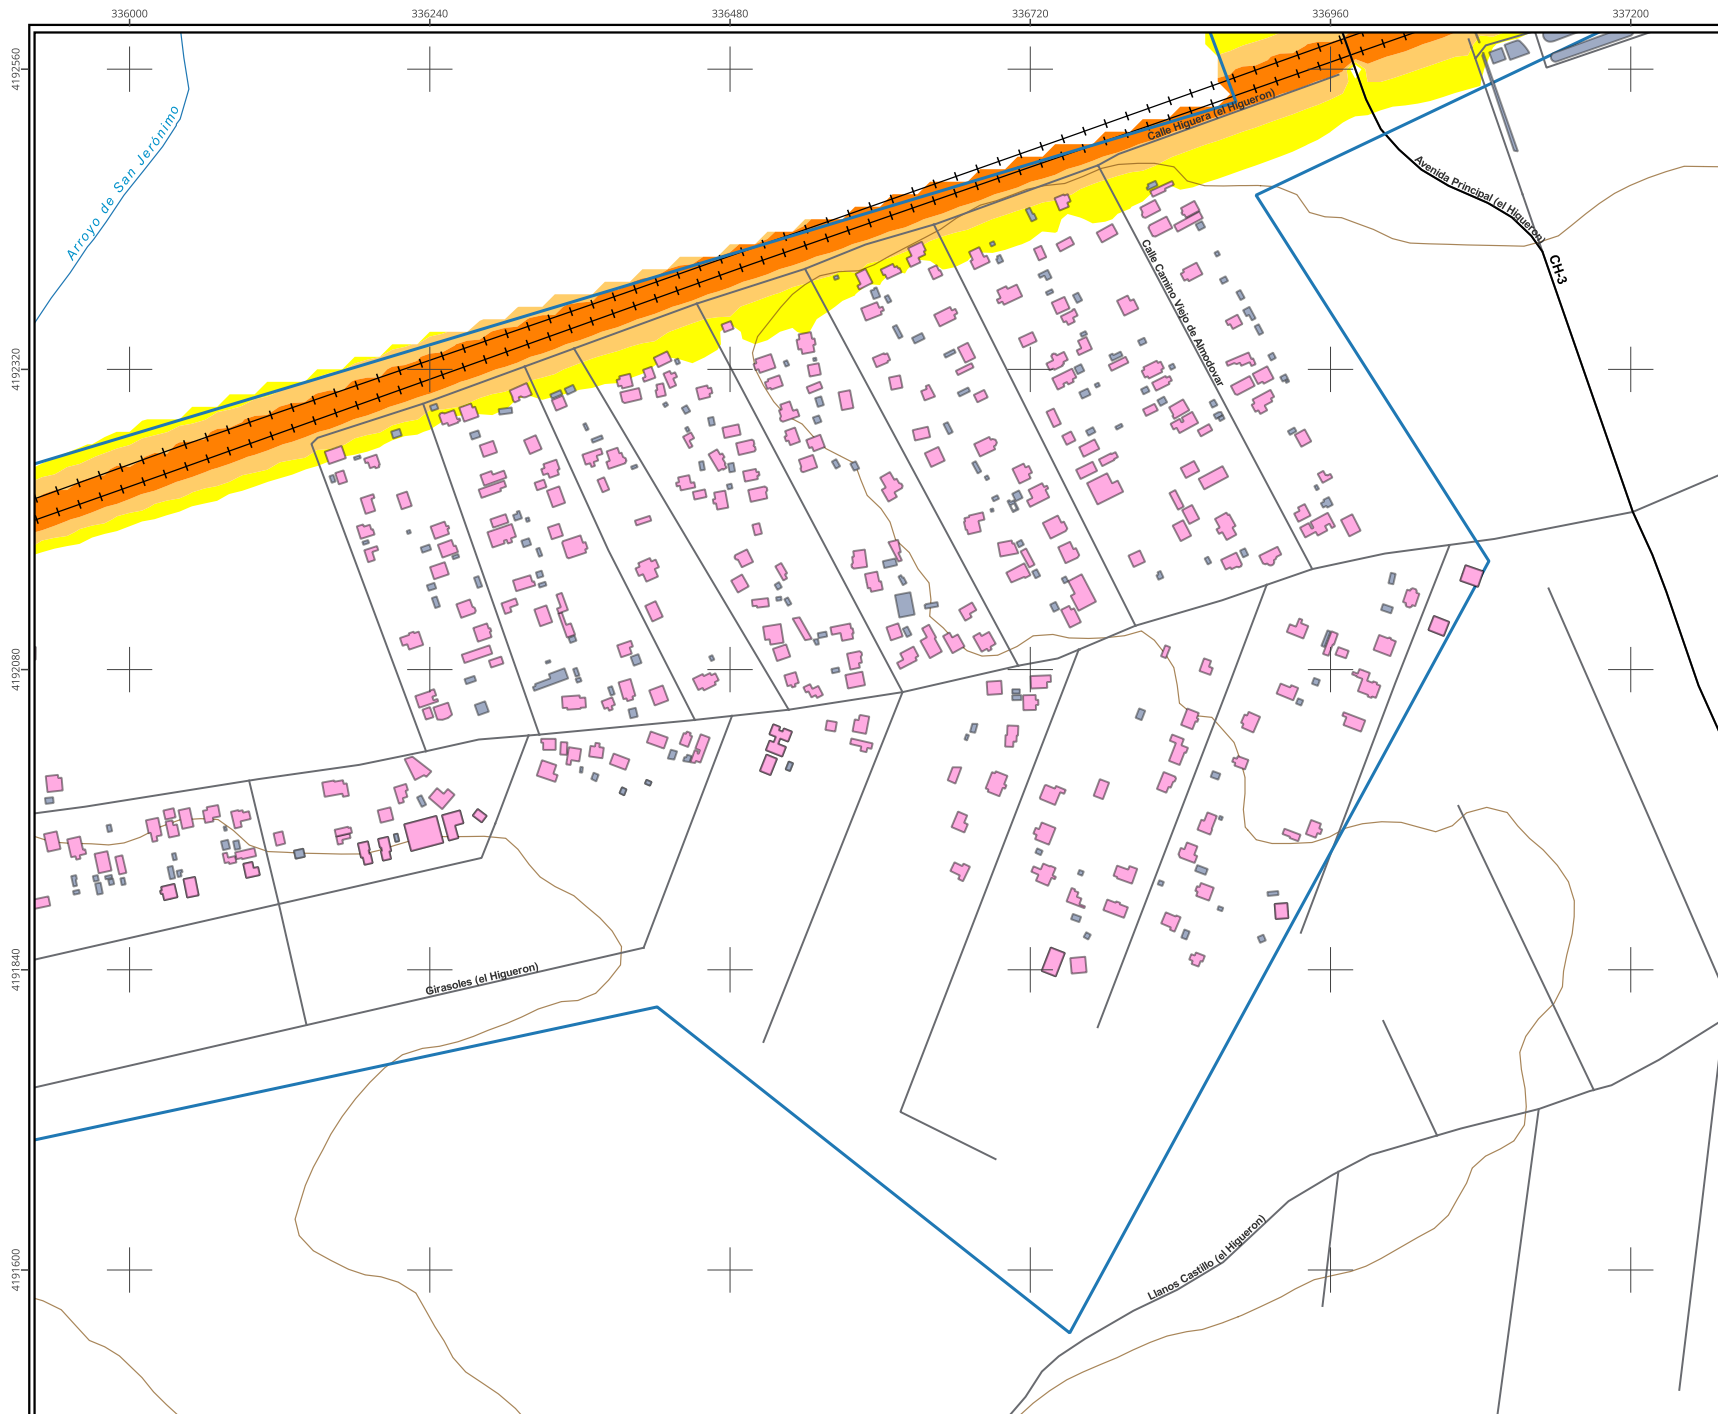 336000 336240 336480 336720 336960 337200
4192560
4192320
4192080
4191840
4191600
Arroyo de San Jerónimo
Calle Higuera (el Higueron)
Avenida Principal (el Higueron)
CH-3
Calle Camino Viejo de Almodovar
Girasoles (el Higueron)
Llanos Castillo (el Higueron)